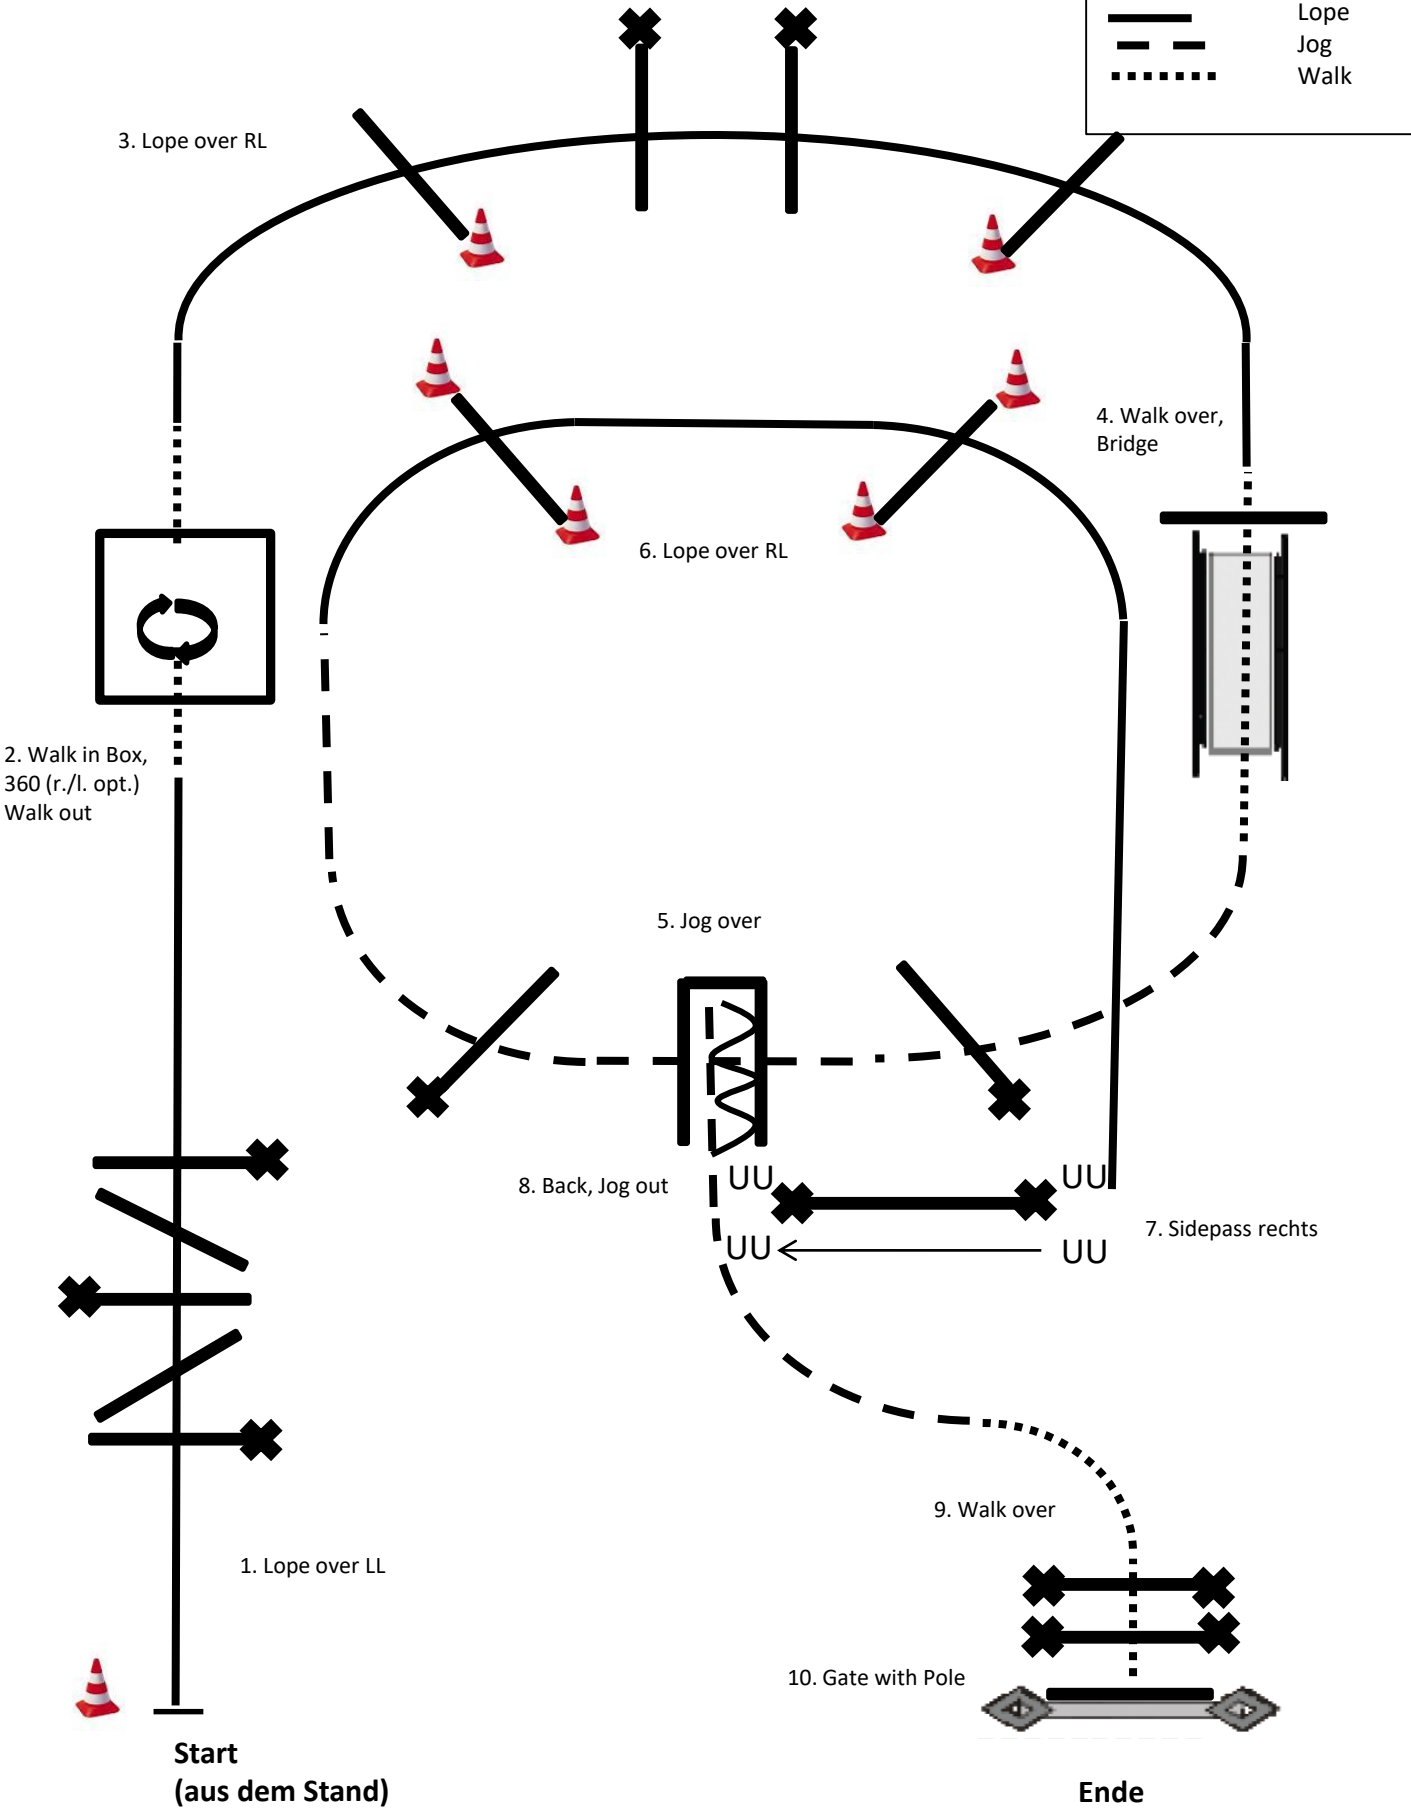 Lope
Jog
Walk
3. Lope over RL
4. Walk over,
Bridge
6. Lope over RL
2. Walk in Box,
360 (r./l. opt.)
Walk out
5. Jog over
UU
UU
8. Back, Jog out
7. Sidepass rechts
UU
UU
9. Walk over
1. Lope over LL
10. Gate with Pole
Start
(aus dem Stand)
Ende